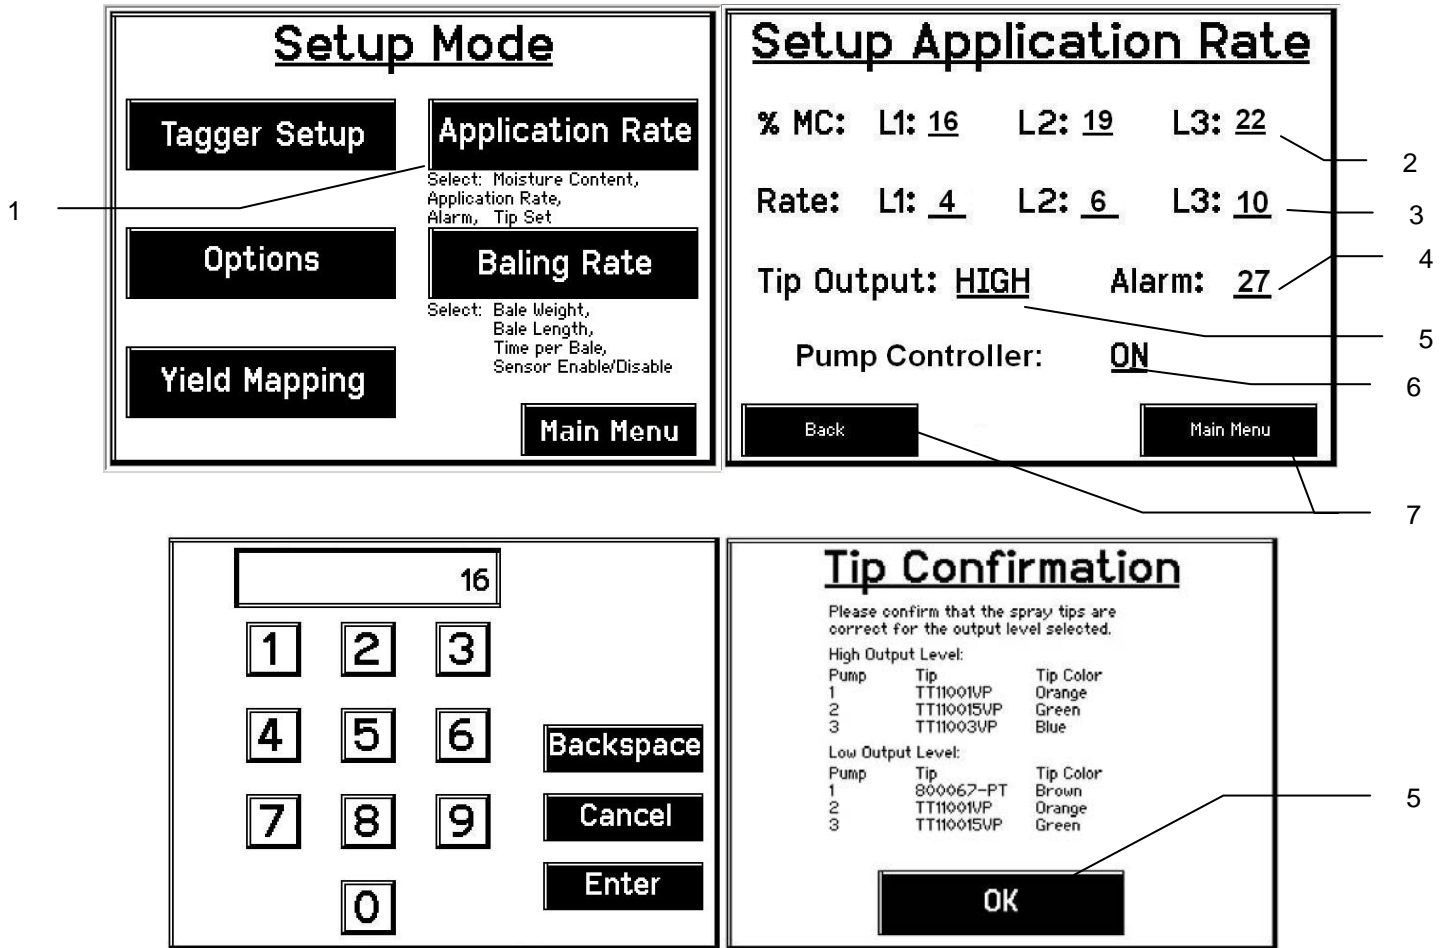 Setup Mode
Tagger Setup
Application Rate
Select: Moisture Content,
Application Rate,
Alarm, Tip Set
1
Options
Baling Rate
Select: Bale Weight,
Bale Length,
Time per Bale,
Sensor Enable/Disable
Yield Mapping
Main Menu
Setup Application Rate
% MC: L1: 16 L2: 19 L3: 22
2
Rate: L1: 4 L2: 6 L3: 10
3
Tip Output: HIGH Alarm: 27
4
5
Pump Controller: ON
6
Back
Main Menu
7
16
1 2 3
4 5 6
Backspace
7 8 9
Cancel
Enter
0
Tip Confirmation
Please confirm that the spray tips are
correct for the output level selected.
High Output Level:
Pump Tip Tip Color
1 TT11001VP Orange
2 TT110015VP Green
3 TT11003VP Blue
Low Output Level:
Pump Tip Tip Color
1 800067-PT Brown
2 TT11001VP Orange
3 TT110015VP Green
5
OK